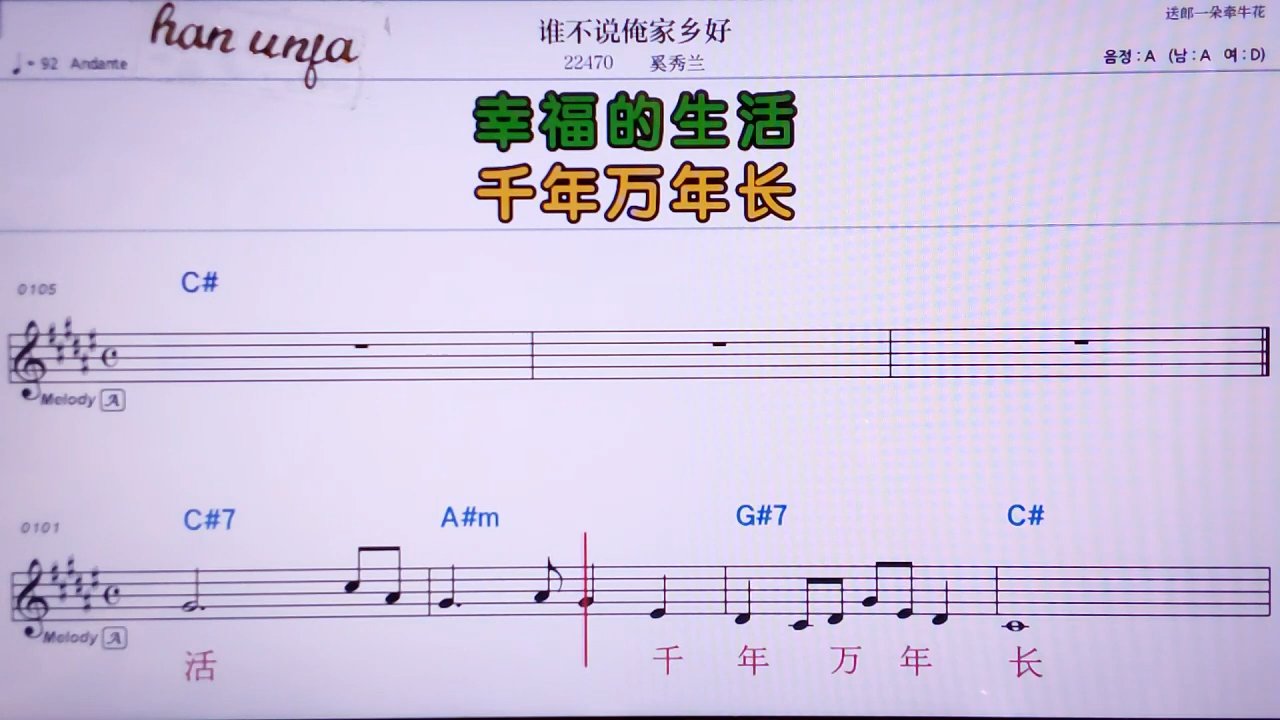 han unfa
送郎一朵牵牛花
谁不说俺家乡好
♩= 92 Andante
22470 奚秀兰
음정 : A (남 : A 여 : D)
幸福的生活
千年万年长
0105
C#
Melody A
0101
C#7 A#m G#7 C#
Melody A
活 千 年 万 年 长